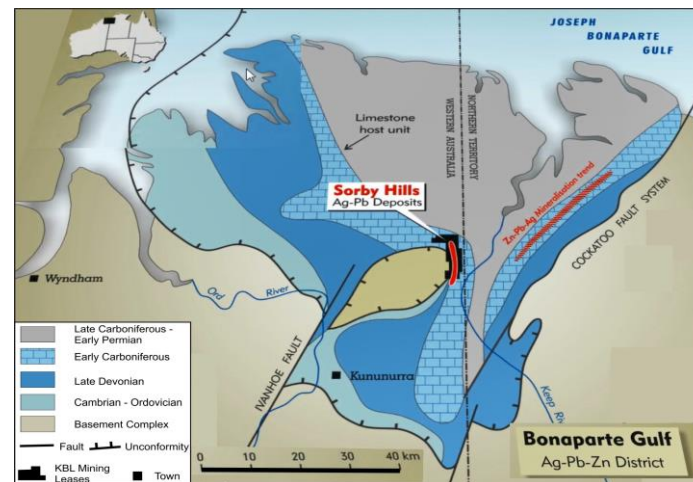 JOSEPH
BONAPARTE
GULF
Limestone
host unit
WESTERN AUSTRALIA
NORTHERN TERRITORY
Sorby Hills
Ag-Pb Deposits
Zn-Pb-Ag Mineralisation trend
COCKATOO FAULT SYSTEM
Wyndham
Ord
River
IVANHOE FAULT
Kununurra
Keep
Late Carboniferous -
Early Permian
Early Carboniferous
Late Devonian
Cambrian - Ordovician
Basement Complex
Fault
Unconformity
KBL Mining
Leases
Town
0 10 20 30 40 km
Bonaparte Gulf
Ag-Pb-Zn District